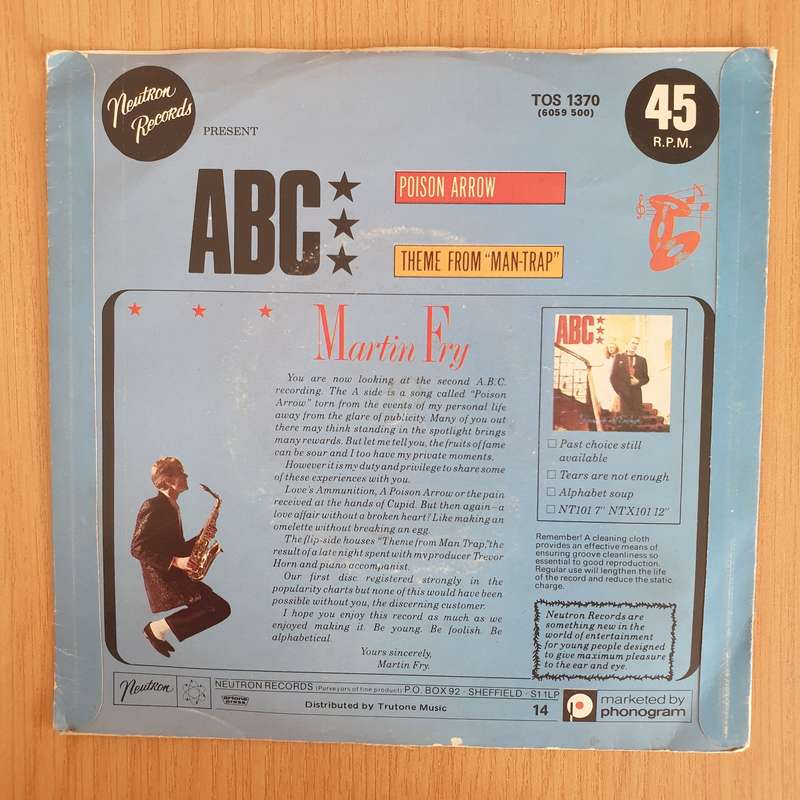 Neutron
Records
PRESENT
TOS 1370
(6059 500)
45
R.P.M.
ABC
POISON ARROW
THEME FROM "MAN-TRAP"
Martin Fry
You are now looking at the second A.B.C.
recording. The A side is a song called "Poison
Arrow" torn from the events of my personal life
away from the glare of publicity. Many of you out
there may think standing in the spotlight brings
many rewards. But let me tell you, the fruits of fame
can be sour and I too have my private moments.
However it is my duty and privilege to share some
of these experiences with you.
Love's Ammunition, A Poison Arrow or the pain
received at the hands of Cupid. But then again – a
love affair without a broken heart? Like making an
omelette without breaking an egg.
The flip-side houses "Theme from Man Trap," the
result of a late night spent with my producer Trevor
Horn and piano accompanist.
Our first disc registered strongly in the
popularity charts but none of this would have been
possible without you, the discerning customer.
I hope you enjoy this record as much as we
enjoyed making it. Be young. Be foolish. Be
alphabetical.
Yours sincerely,
Martin Fry.
ABC
Past choice still
available
Tears are not enough
Alphabet soup
NT101 7" NTX101 12"
Remember! A cleaning cloth
provides an effective means of
ensuring groove cleanliness so
essential to good reproduction.
Regular use will lengthen the life
of the record and reduce the static
charge.
Neutron Records are
something new in the
world of entertainment
for young people designed
to give maximum pleasure
to the ear and eye.
Neutron
artone
press
NEUTRON RECORDS (Purveyors of fine product) P.O. BOX 92 · SHEFFIELD · S1 1LP
Distributed by Trutone Music
14
marketed by
phonogram